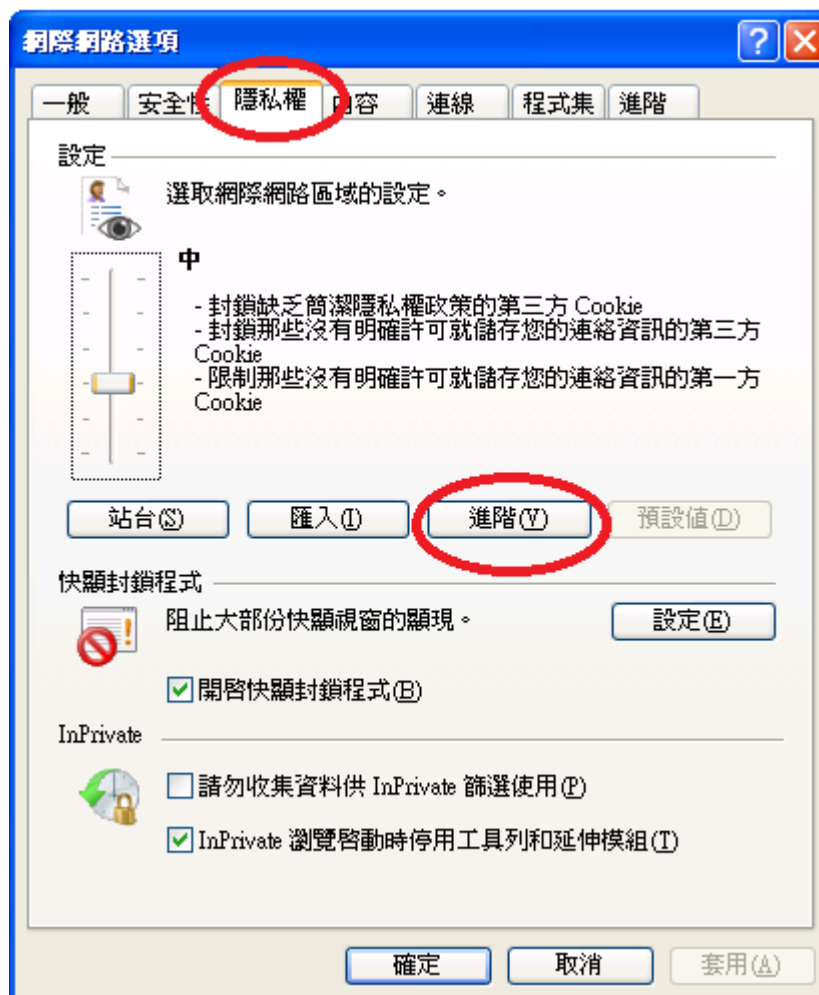 網際網路選項
一般 安全性 隱私權 內容 連線 程式集 進階
設定
選取網際網路區域的設定。
中
- 封鎖缺乏簡潔隱私權政策的第三方 Cookie
- 封鎖那些沒有明確許可就儲存您的連絡資訊的第三方
Cookie
- 限制那些沒有明確許可就儲存您的連絡資訊的第一方
Cookie
站台(S) 匯入(I) 進階(V) 預設值(D)
快顯封鎖程式
阻止大部份快顯視窗的顯現。 設定(E)
開啓快顯封鎖程式(B)
InPrivate
請勿收集資料供 InPrivate 篩選使用(P)
InPrivate 瀏覽啓動時停用工具列和延伸模組(T)
確定 取消 套用(A)